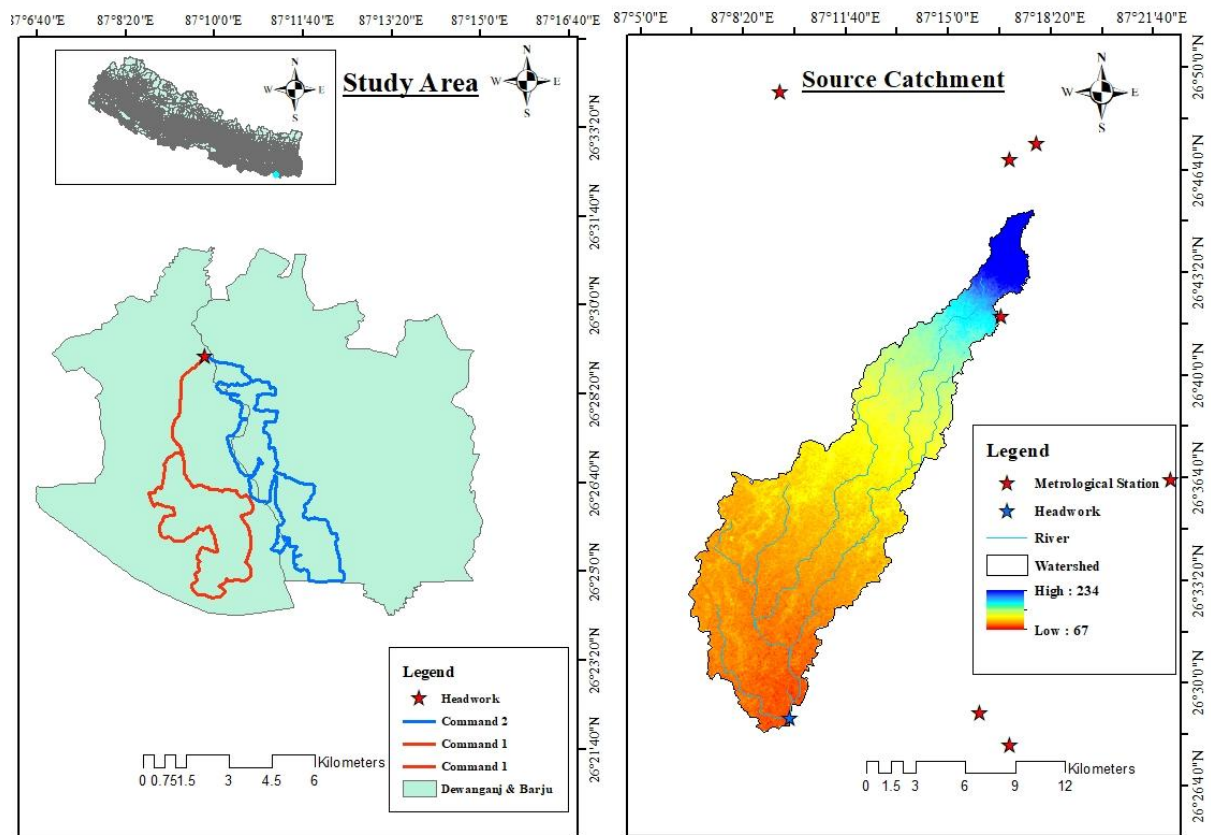 87°6'40"E 87°8'20"E 87°10'0"E 87°11'40"E 87°13'20"E 87°15'0"E 87°16'40"E
N
W E
S
Study Area
N
W E
S
26°33'20"N
26°31'40"N
26°30'0"N
26°28'20"N
26°26'40"N
26°25'0"N
26°23'20"N
26°21'40"N
Legend
Headwork
Command 2
Command 1
Command 1
Dewanganj & Barju
Kilometers
0 0.75 1.5 3 4.5 6
87°5'0"E 87°8'20"E 87°11'40"E 87°15'0"E 87°18'20"E 87°21'40"E
Source Catchment
N
W E
S
26°50'0"N
26°46'40"N
26°43'20"N
26°40'0"N
26°36'40"N
26°33'20"N
26°30'0"N
26°26'40"N
Legend
Metrological Station
Headwork
River
Watershed
High : 234
Low : 67
Kilometers
0 1.5 3 6 9 12